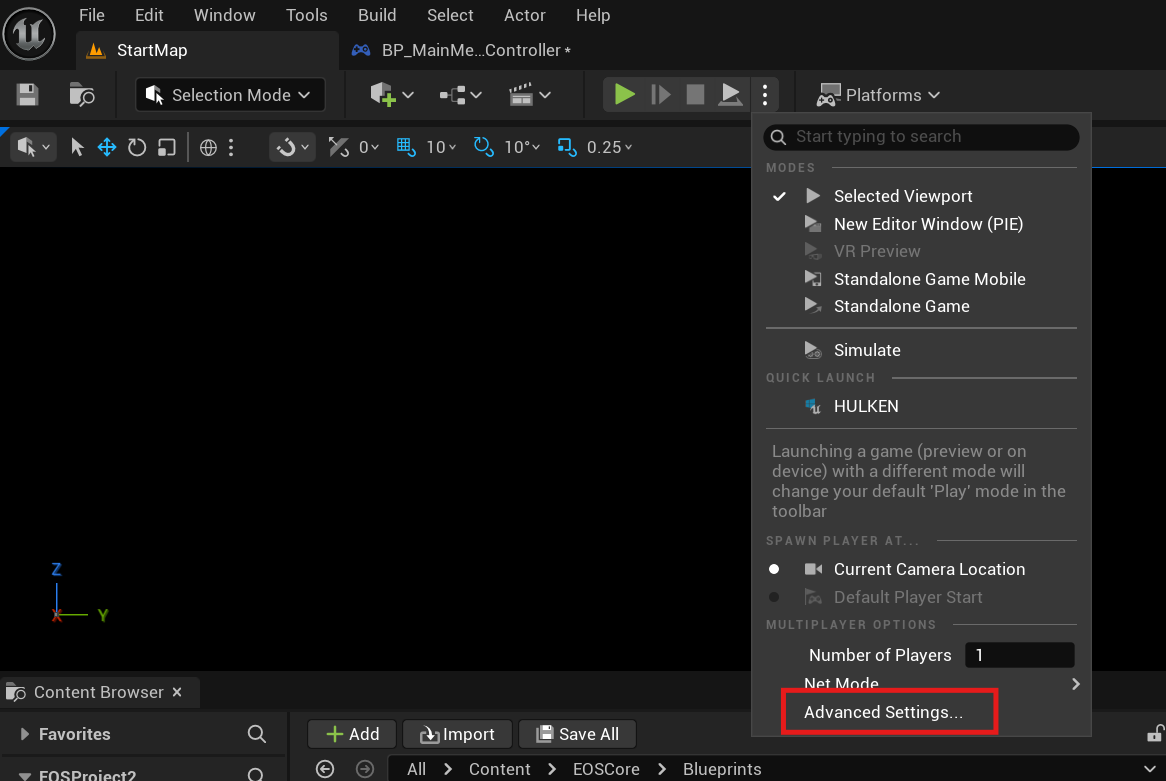 File Edit Window Tools Build Select Actor Help
StartMap BP_MainMe...Controller •
Selection Mode Platforms
0 10 10° 0.25
Start typing to search
MODES
Selected Viewport
New Editor Window (PIE)
VR Preview
Standalone Game Mobile
Standalone Game
Simulate
QUICK LAUNCH
HULKEN
Launching a game (preview or on
device) with a different mode will
change your default 'Play' mode in the
toolbar
SPAWN PLAYER AT...
Current Camera Location
Default Player Start
MULTIPLAYER OPTIONS
Number of Players 1
Net Mode
Advanced Settings...
Z
X Y
Content Browser
Favorites
Add Import Save All
EOSProject2
All > Content > EOSCore > Blueprints